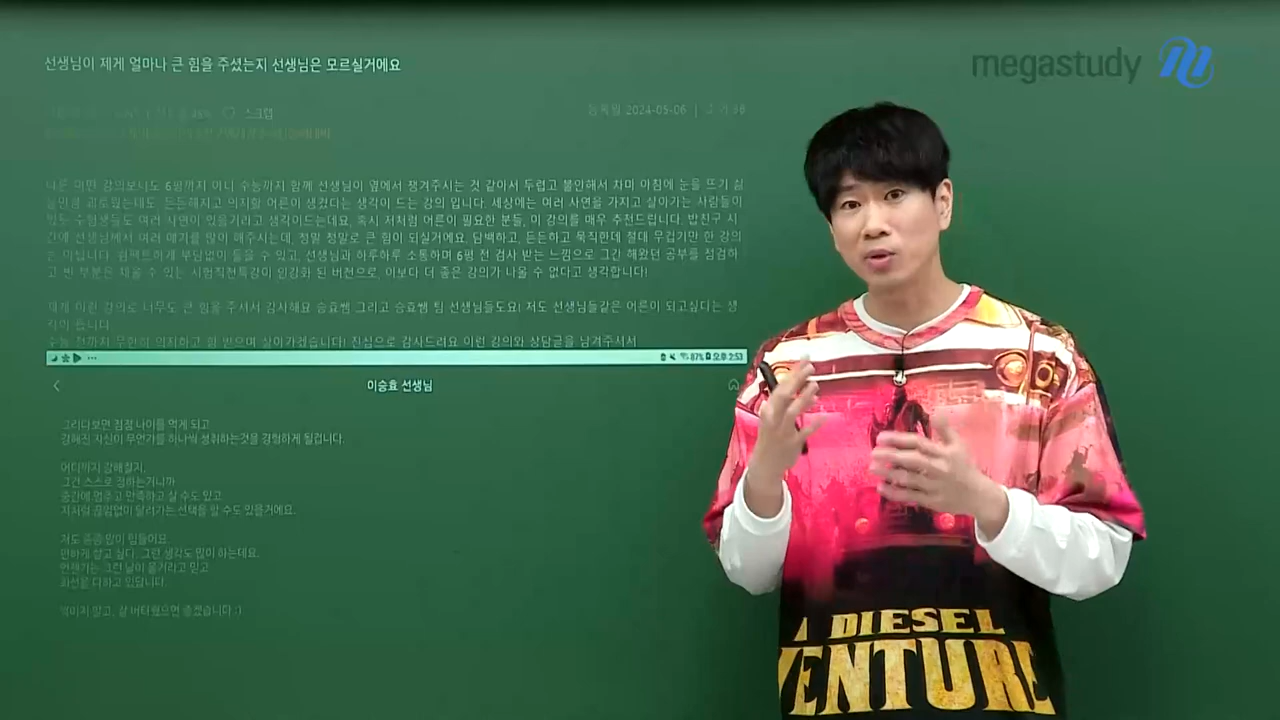 선생님이 제게 얼마나 큰 힘을 주셨는지 선생님은 모르실거에요
megastudy
스크랩
등록일 2024-05-06 |
강의보다도 6평까지 아니 수능까지 함께 선생님이 옆에서 챙겨주시는 것 같아서 두렵고 불안해서 차마 아침에 눈을 뜨기 싫
괴로웠는데도 든든해지고 의지할 어른이 생겼다는 생각이 드는 강의 입니다. 세상에는 여러 사연을 가지고 살아가는 사람들이
수험생들도 여러 사연이 있을거라고 생각이드는데요, 혹시 저처럼 어른이 필요한 분들, 이 강의를 매우 추천드립니다. 밥친구 시
간에 선생님께서 여러 얘기를 많이 해주시는데, 정말 정말로 큰 힘이 되실거에요. 담백하고, 든든하고 묵직한데 절대 무겁기만 한 강의
는 아닙니다. 컴팩트하게 부담없이 들을 수 있고, 선생님과 하루하루 소통하며 6평 전 검사 받는 느낌으로 그간 해왔던 공부를 점검하
고 빈 부분은 채울 수 있는 시험직전특강이 인강화 된 버전으로, 이보다 더 좋은 강의가 나올 수 없다고 생각합니다!
이런 강의로 너무도 큰 힘을 주셔서 감사해요 승효쌤 그리고 승효쌤 팀 선생님들도요! 저도 선생님들같은 어른이 되고싶다는 생
각이 듭니다.
수능 전까지 무한히 의지하고 힘 받으며 살아가겠습니다! 진심으로 감사드려요 이런 강의와 상담글을 남겨주셔서
87% 오후 2:53
이승효 선생님
그러다보면 점점 나이를 먹게 되고
강해진 자신이 무언가를 하나씩 쟁취하는것을 경험하게 될겁니다.
어디까지 강해질지,
그건 스스로 정하는거니까
중간에 멈추고 만족하고 살 수도 있고
저처럼 끊임없이 달리가는 선택을 할 수도 있을거에요.
저도 종종 많이 힘들어요.
편하게 살고 싶다. 그런 생각도 많이 하는데요.
언젠가는 그런 날이 올거라고 믿고
최선을 다하고 있답니다.
말고, 잘 버텨줬으면 좋겠습니다 :)
A DIESEL
VENTURE